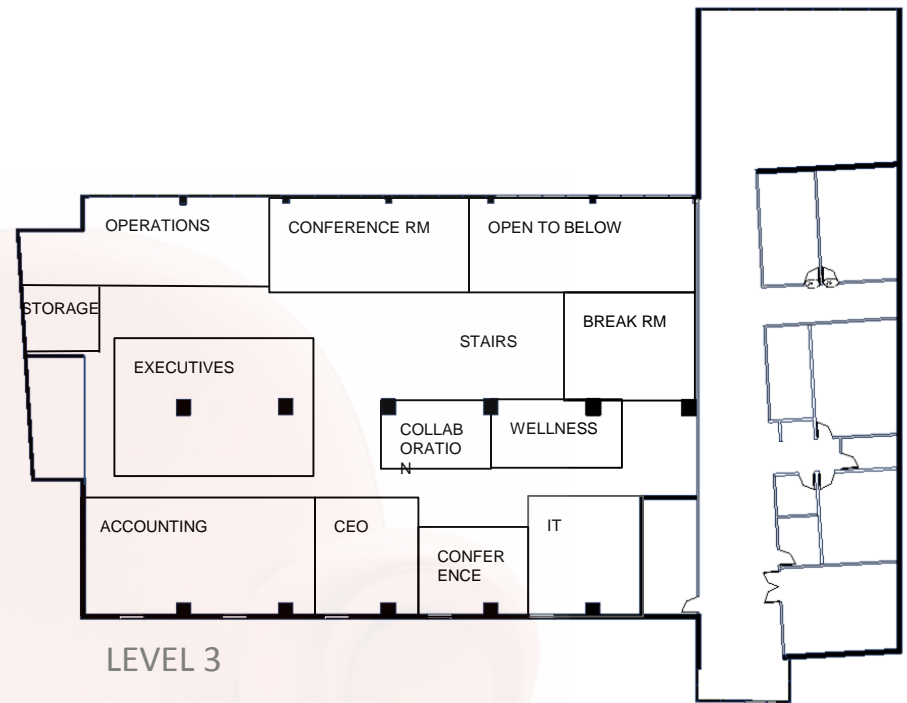 OPERATIONS
CONFERENCE RM
OPEN TO BELOW
STORAGE
BREAK RM
STAIRS
EXECUTIVES
COLLAB
ORATIO
N
WELLNESS
ACCOUNTING
CEO
IT
CONFER
ENCE
LEVEL 3